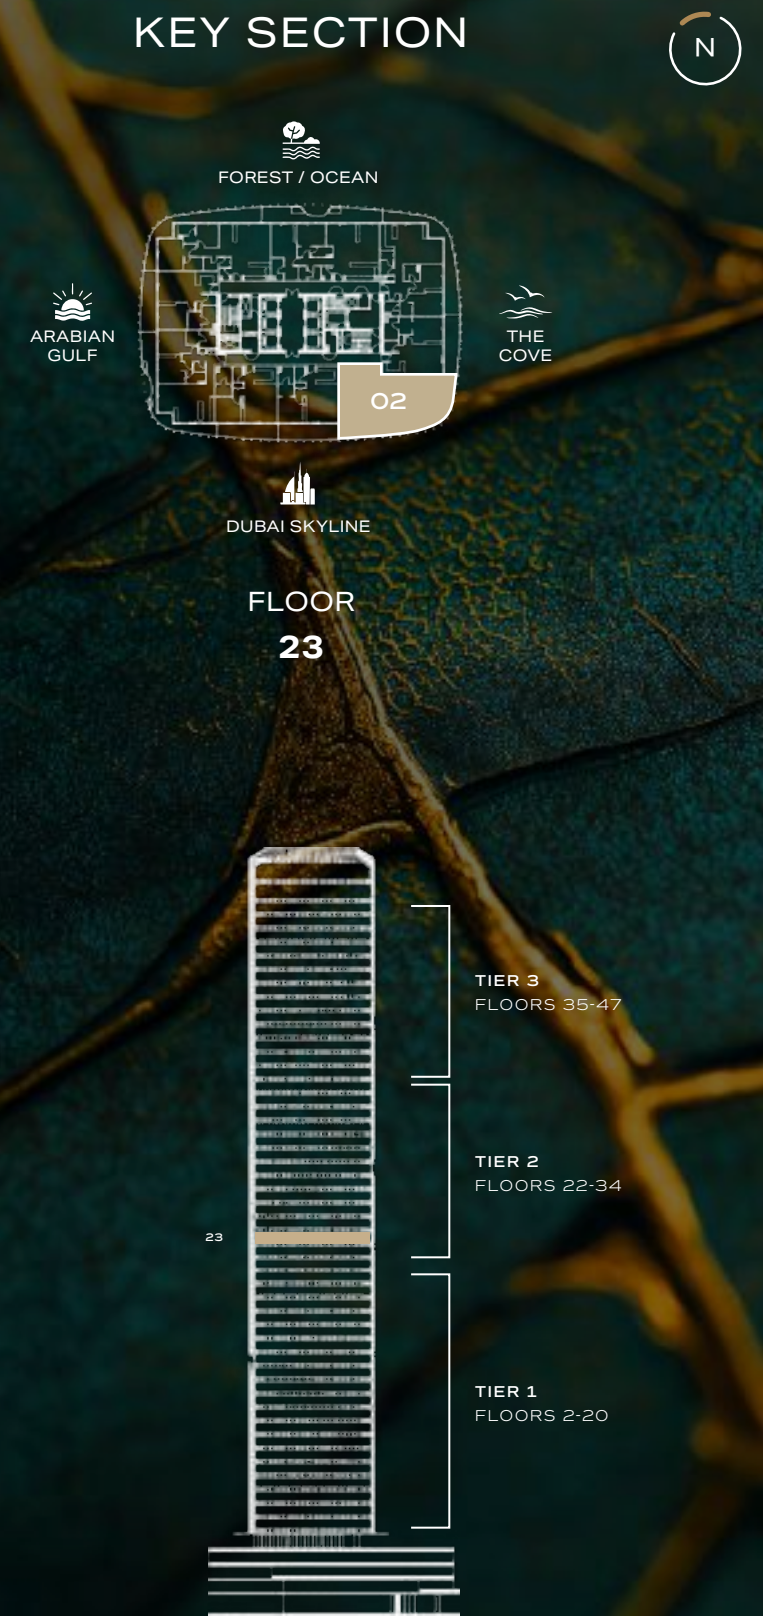 KEY SECTION
N
FOREST / OCEAN
ARABIAN
GULF
THE
COVE
02
DUBAI SKYLINE
FLOOR
23
TIER 3
FLOORS 35-47
TIER 2
FLOORS 22-34
23
TIER 1
FLOORS 2-20